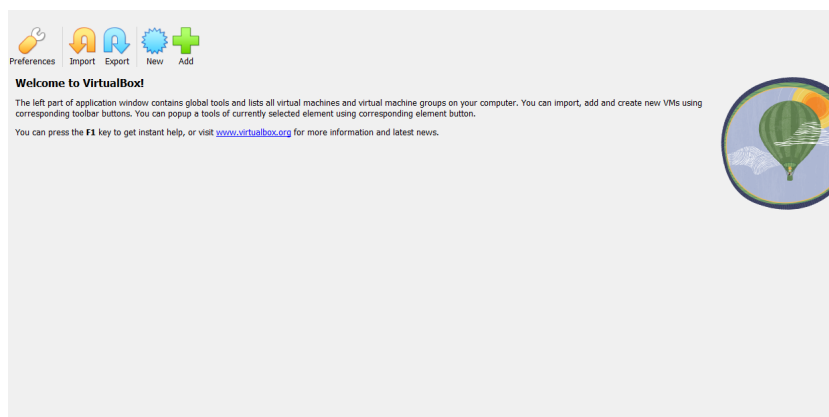 Preferences Import Export New Add
Welcome to VirtualBox!
The left part of application window contains global tools and lists all virtual machines and virtual machine groups on your computer. You can import, add and create new VMs using
corresponding toolbar buttons. You can popup a tools of currently selected element using corresponding element button.
You can press the F1 key to get instant help, or visit www.virtualbox.org for more information and latest news.